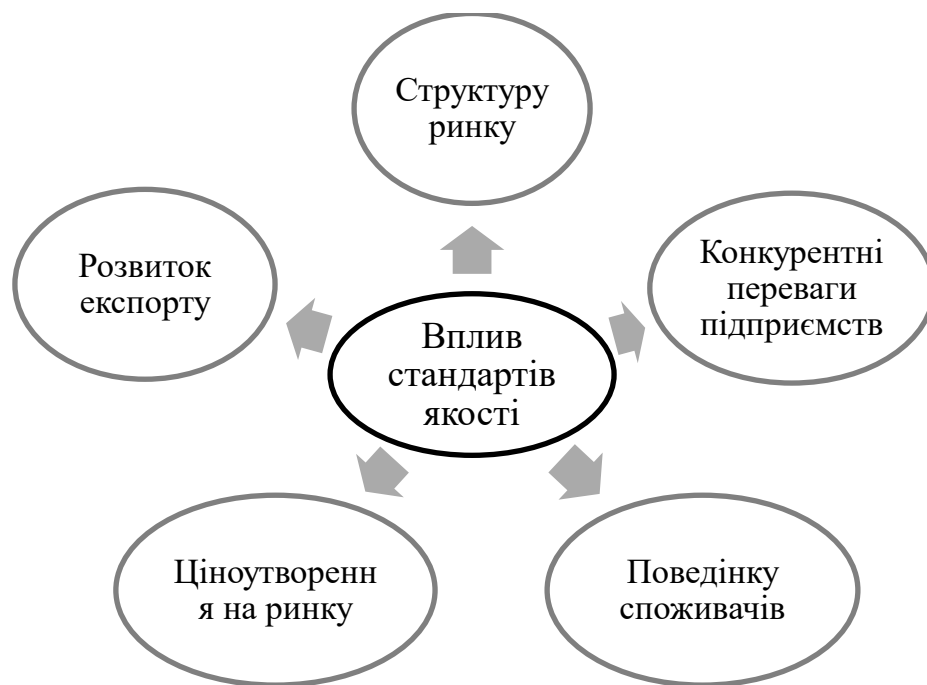 Структуру
ринку
Розвиток
експорту
Конкурентні
переваги
підприємств
Вплив
стандартів
якості
Ціноутворенн
я на ринку
Поведінку
споживачів